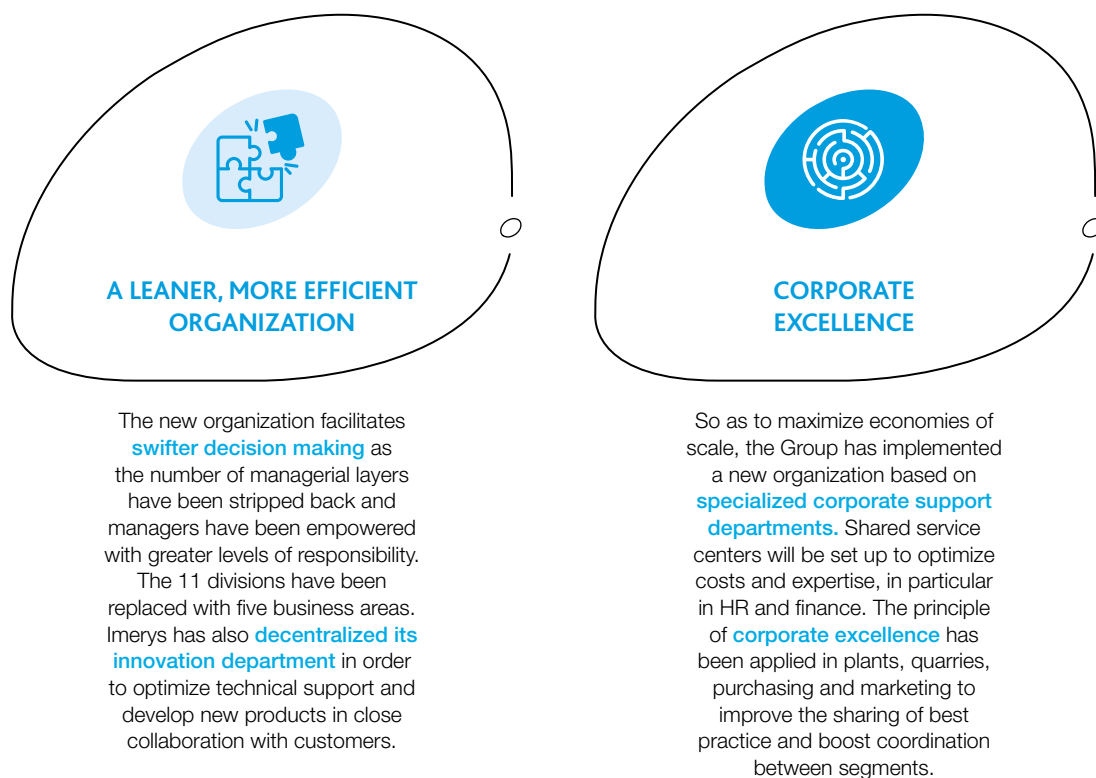 A LEANER, MORE EFFICIENT
ORGANIZATION
The new organization facilitates
swifter decision making as
the number of managerial layers
have been stripped back and
managers have been empowered
with greater levels of responsibility.
The 11 divisions have been
replaced with five business areas.
Imerys has also decentralized its
innovation department in order
to optimize technical support and
develop new products in close
collaboration with customers.
CORPORATE
EXCELLENCE
So as to maximize economies of
scale, the Group has implemented
a new organization based on
specialized corporate support
departments. Shared service
centers will be set up to optimize
costs and expertise, in particular
in HR and finance. The principle
of corporate excellence has
been applied in plants, quarries,
purchasing and marketing to
improve the sharing of best
practice and boost coordination
between segments.